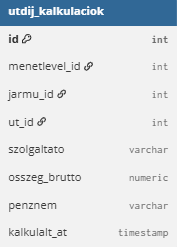 utdij_kalkulaciok
id int
menetlevel_id int
jarmu_id int
ut_id int
szolgaltato varchar
osszeg_brutto numeric
penznem varchar
kalkulalt_at timestamp